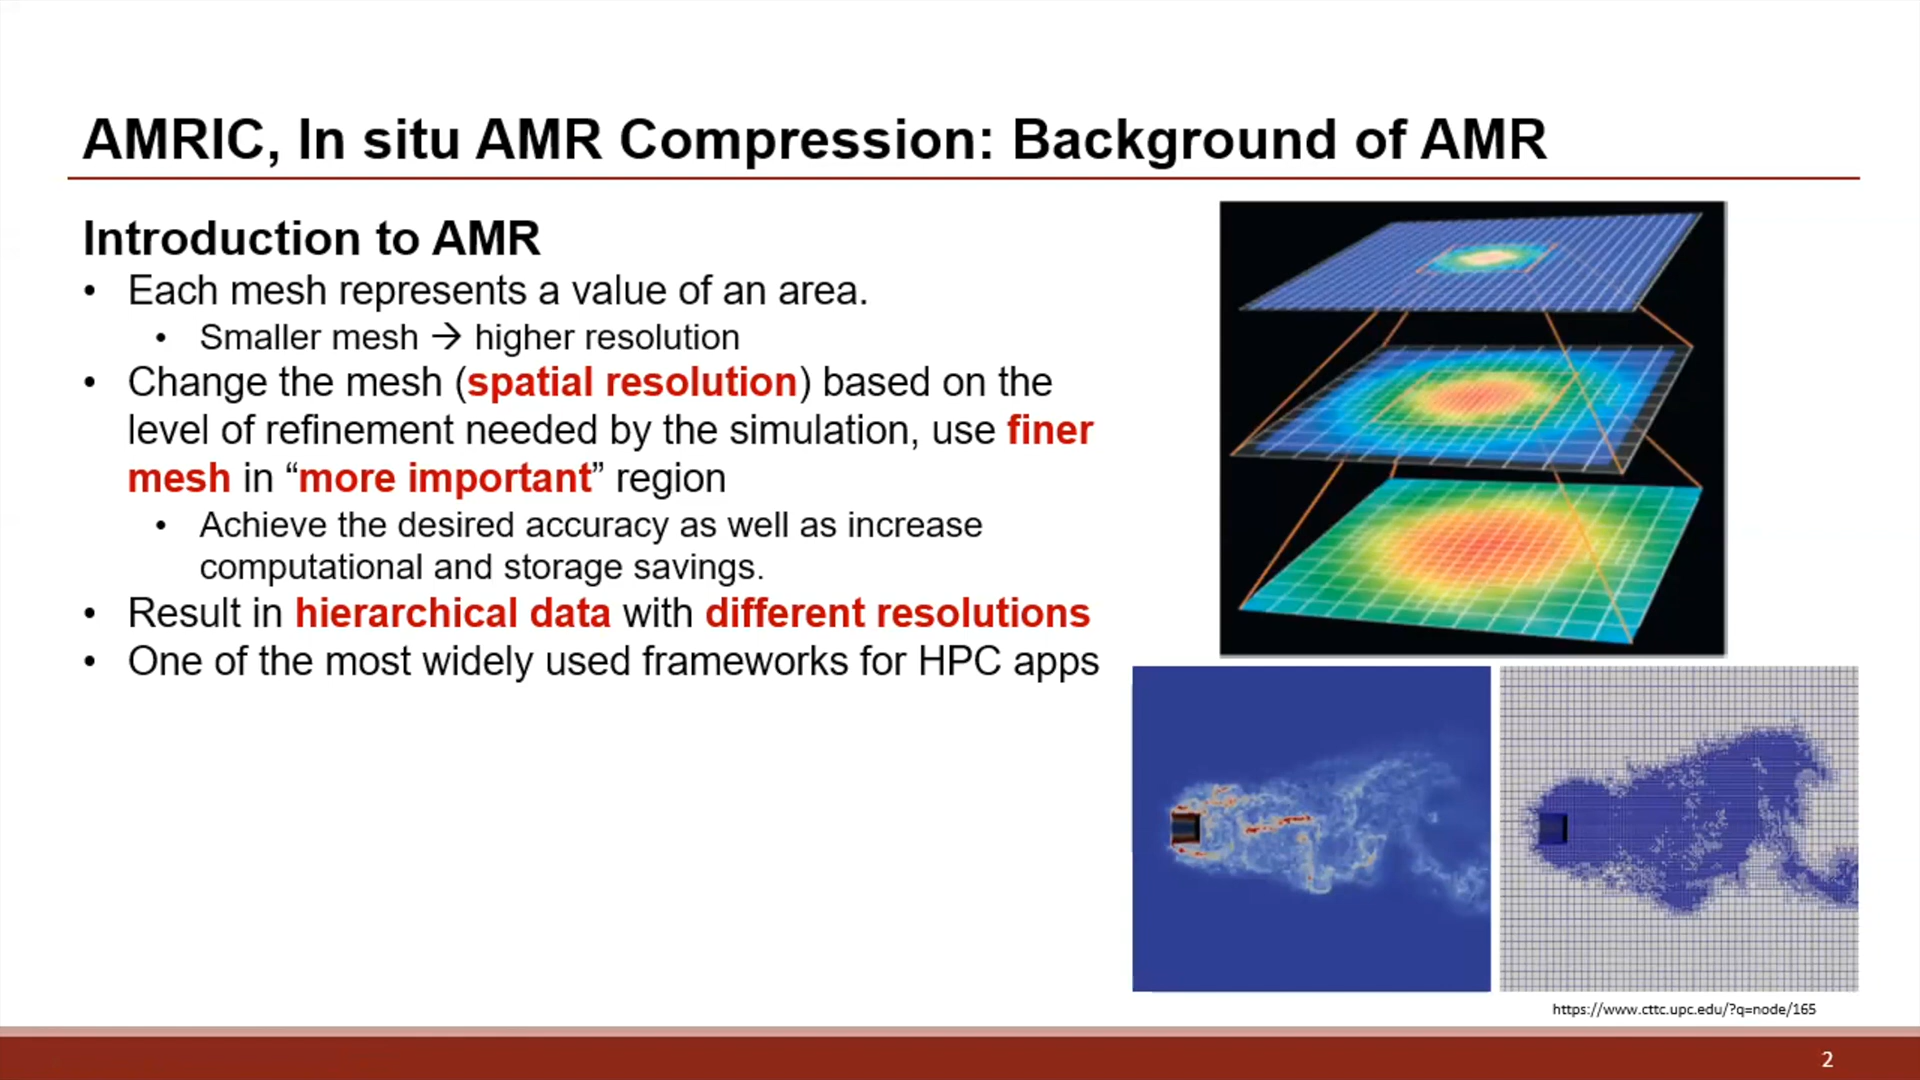 AMRIC, In situ AMR Compression: Background of AMR
Introduction to AMR
• Each mesh represents a value of an area.
• Smaller mesh → higher resolution
• Change the mesh (spatial resolution) based on the
level of refinement needed by the simulation, use finer
mesh in “more important” region
• Achieve the desired accuracy as well as increase
computational and storage savings.
• Result in hierarchical data with different resolutions
• One of the most widely used frameworks for HPC apps
https://www.cttc.upc.edu/?q=node/165
2